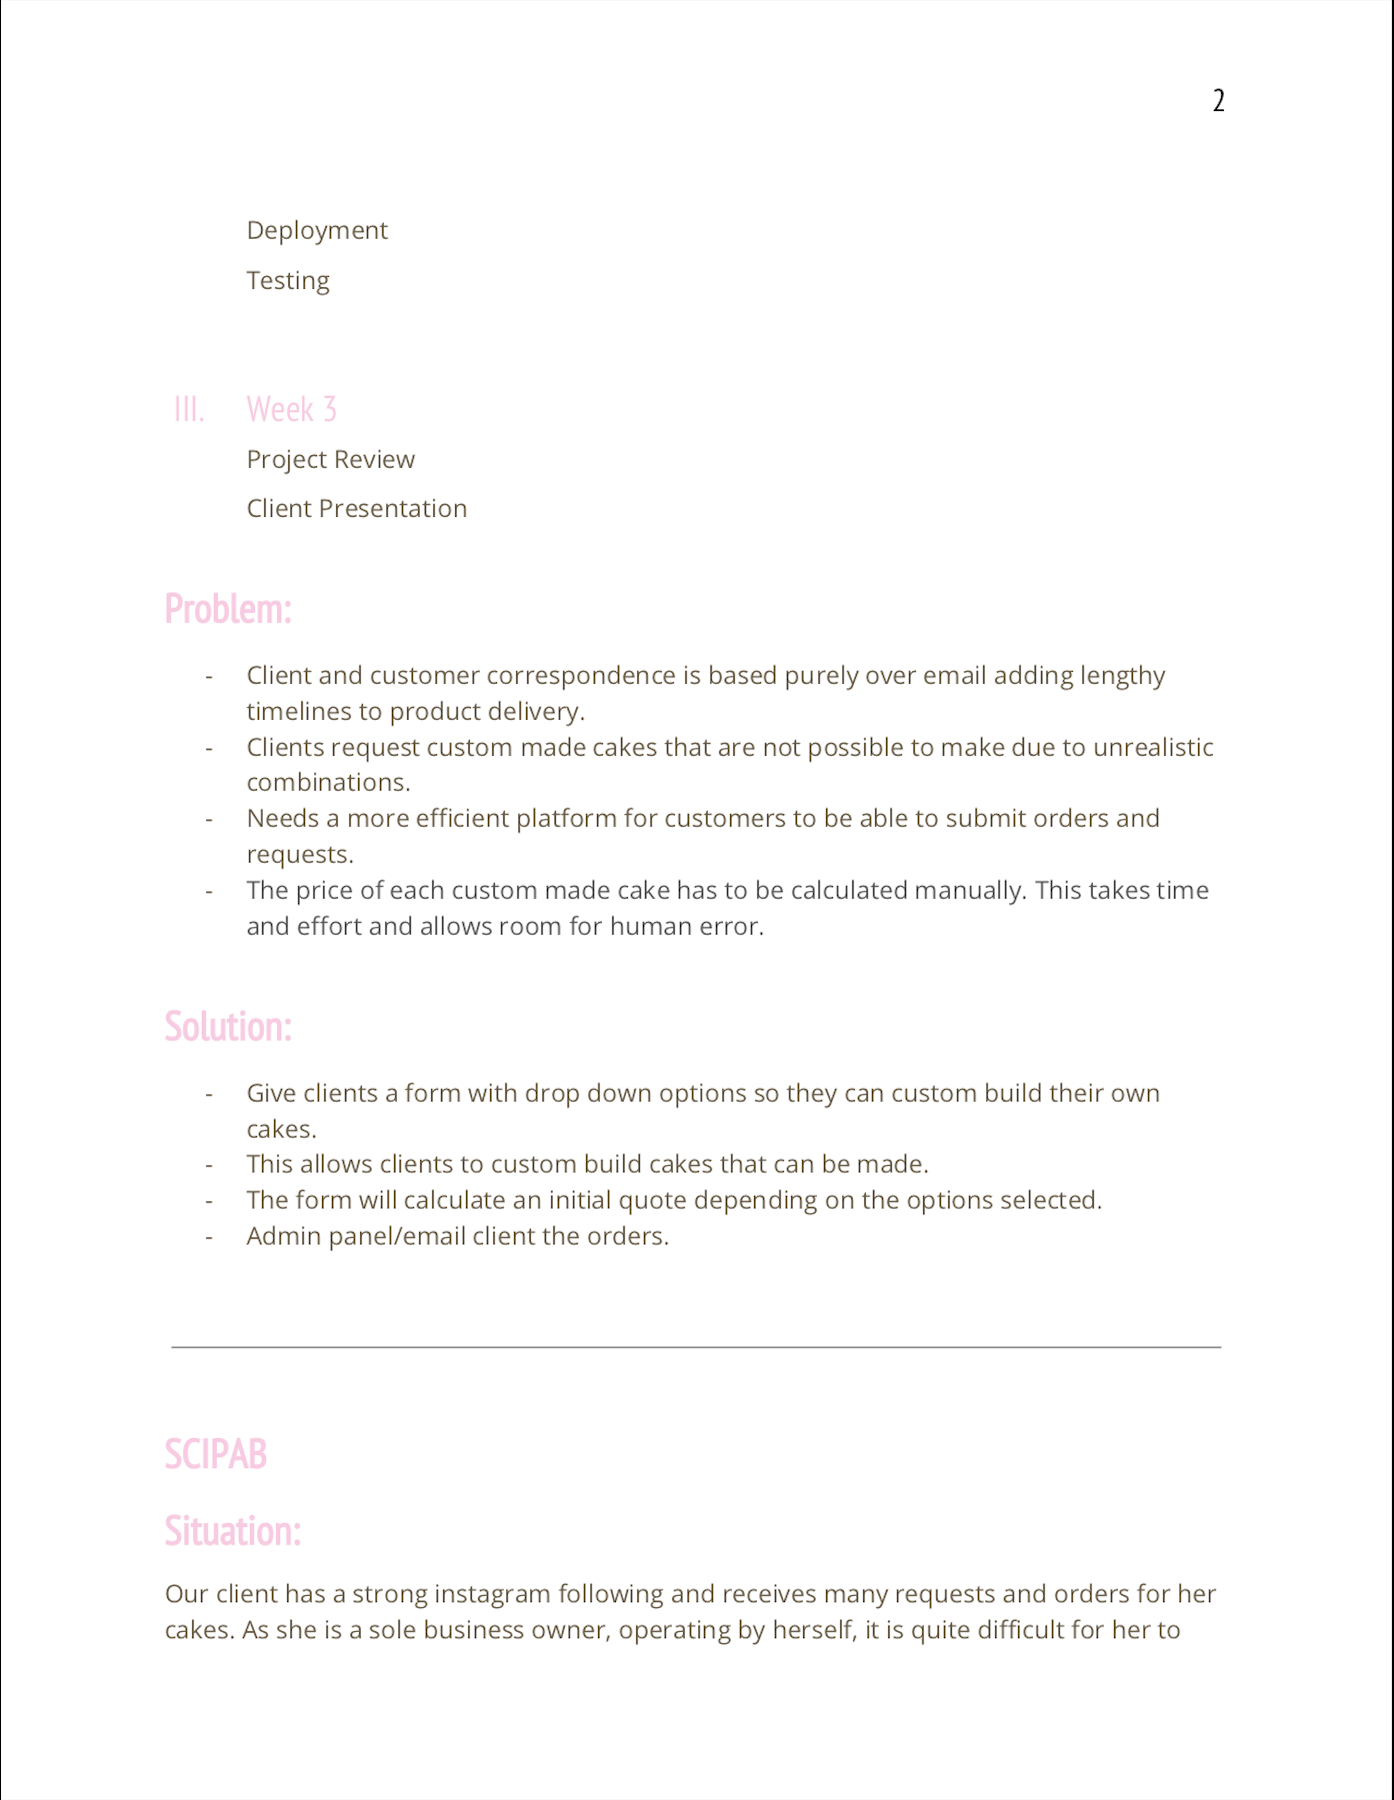 2
Deployment
Testing
III. Week 3
Project Review
Client Presentation
Problem:
- Client and customer correspondence is based purely over email adding lengthy
timelines to product delivery.
- Clients request custom made cakes that are not possible to make due to unrealistic
combinations.
- Needs a more efficient platform for customers to be able to submit orders and
requests.
- The price of each custom made cake has to be calculated manually. This takes time
and effort and allows room for human error.
Solution:
- Give clients a form with drop down options so they can custom build their own
cakes.
- This allows clients to custom build cakes that can be made.
- The form will calculate an initial quote depending on the options selected.
- Admin panel/email client the orders.
SCIPAB
Situation:
Our client has a strong instagram following and receives many requests and orders for her
cakes. As she is a sole business owner, operating by herself, it is quite difficult for her to